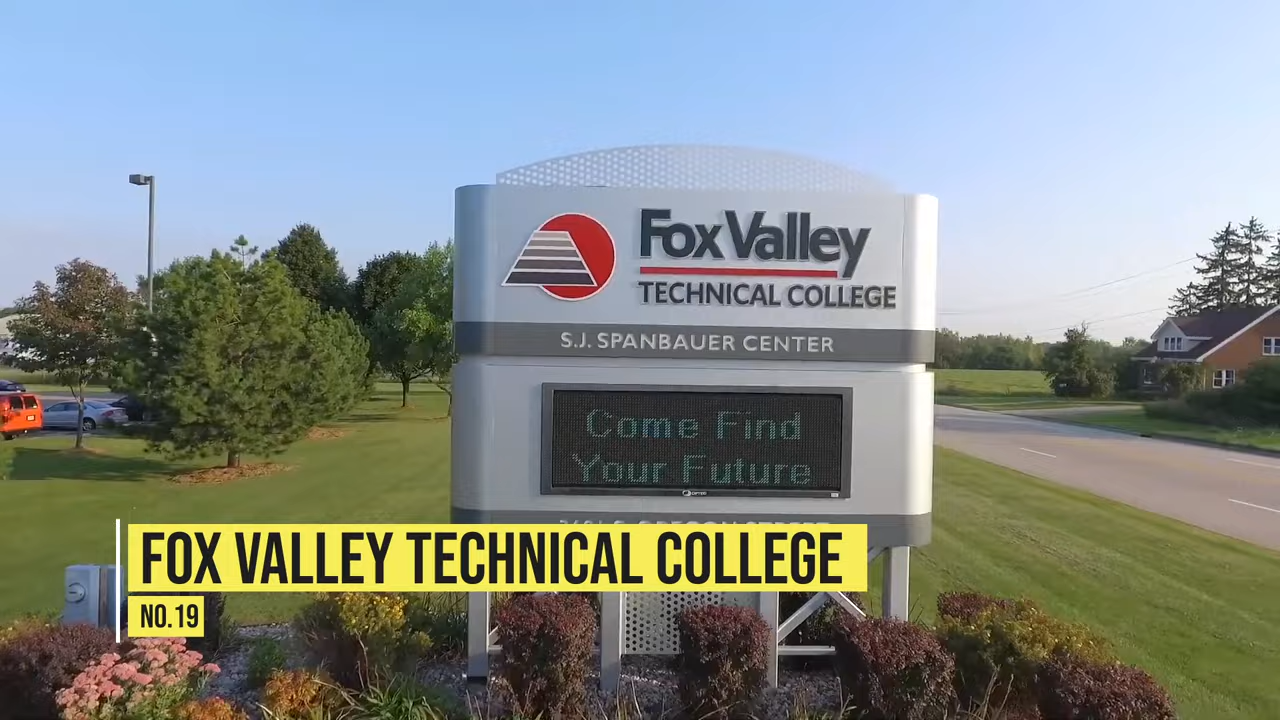 Fox Valley
TECHNICAL COLLEGE
S.J. SPANBAUER CENTER
Come Find
Your Future
FOX VALLEY TECHNICAL COLLEGE
NO.19